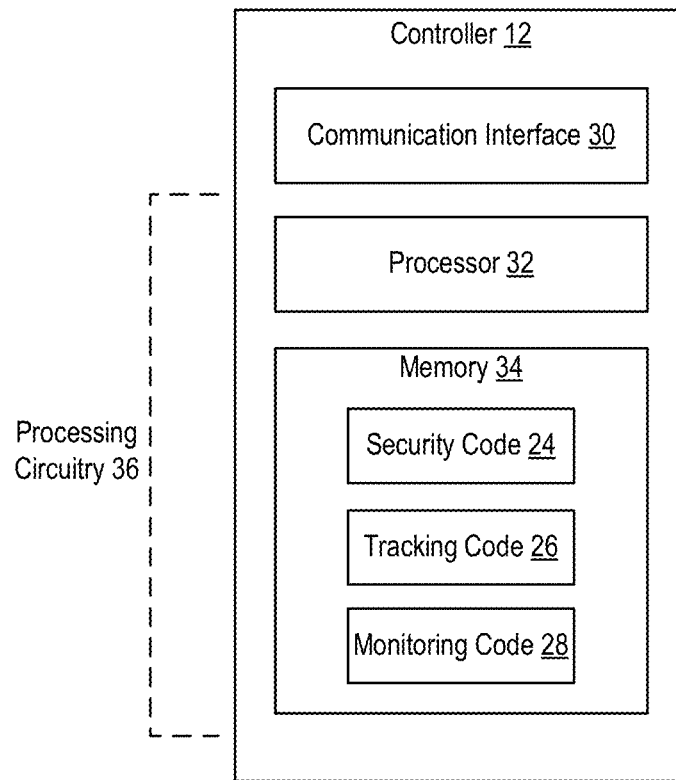 Controller 12
Communication Interface 30
Processor 32
Memory 34
Security Code 24
Tracking Code 26
Monitoring Code 28
Processing
Circuitry 36